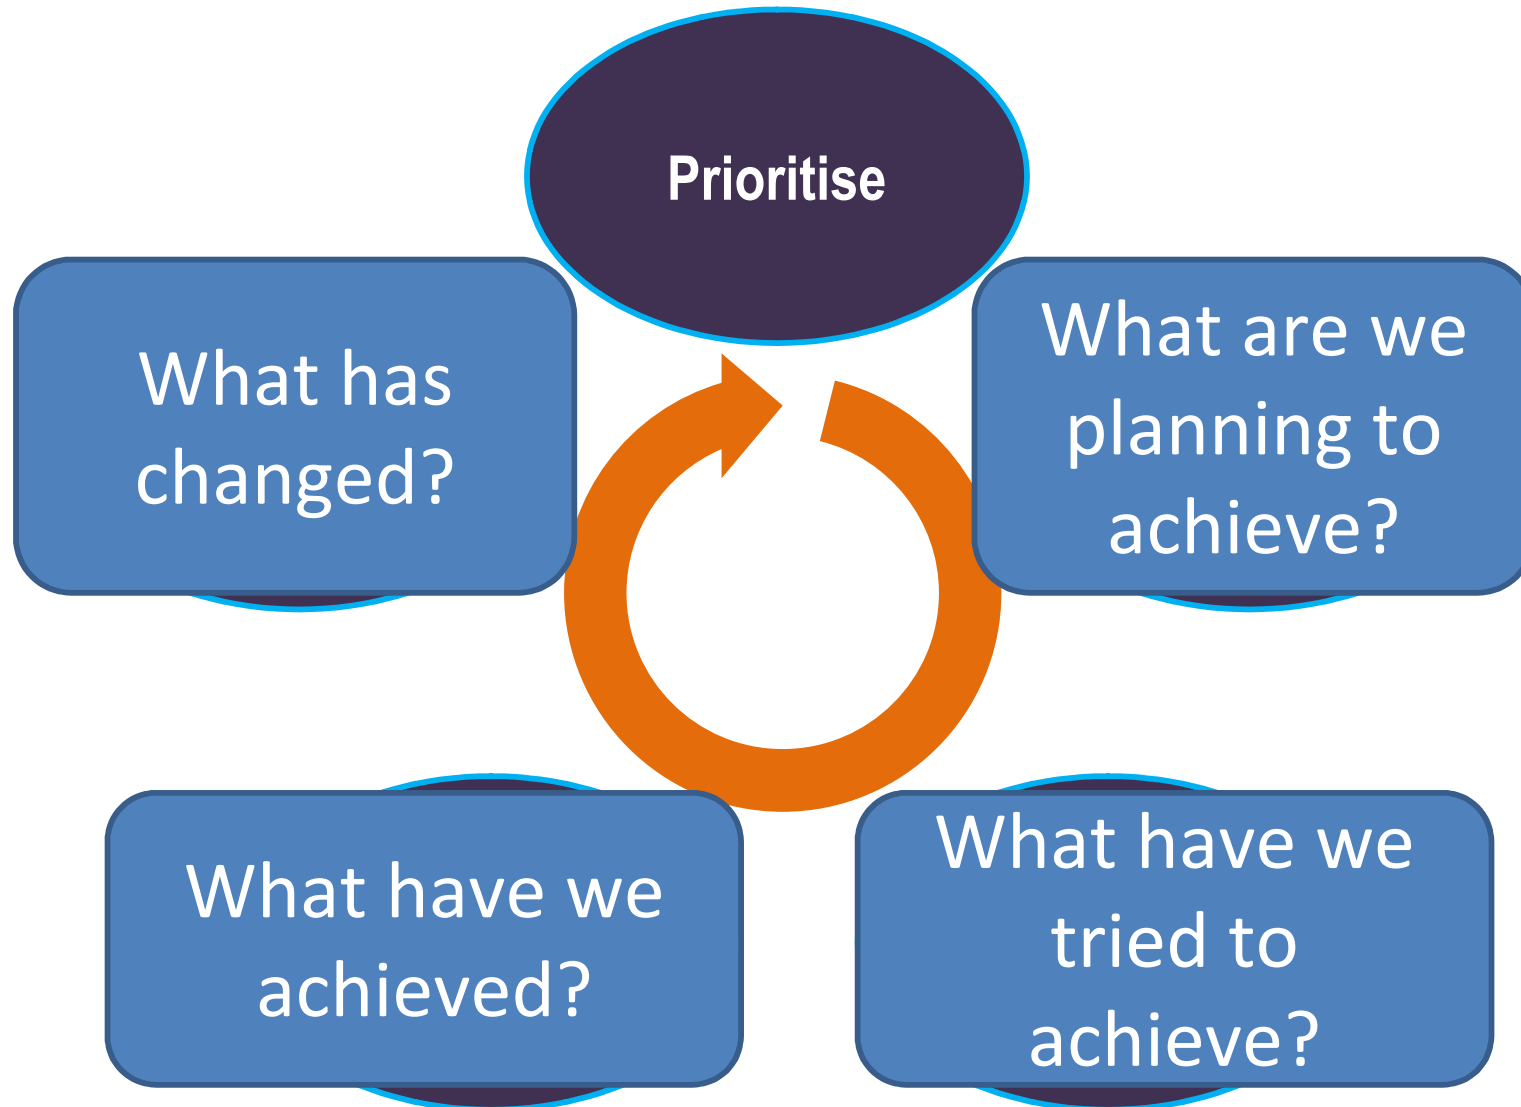 Prioritise
What has
changed?
What are we
planning to
achieve?
What have we
achieved?
What have we
tried to
achieve?